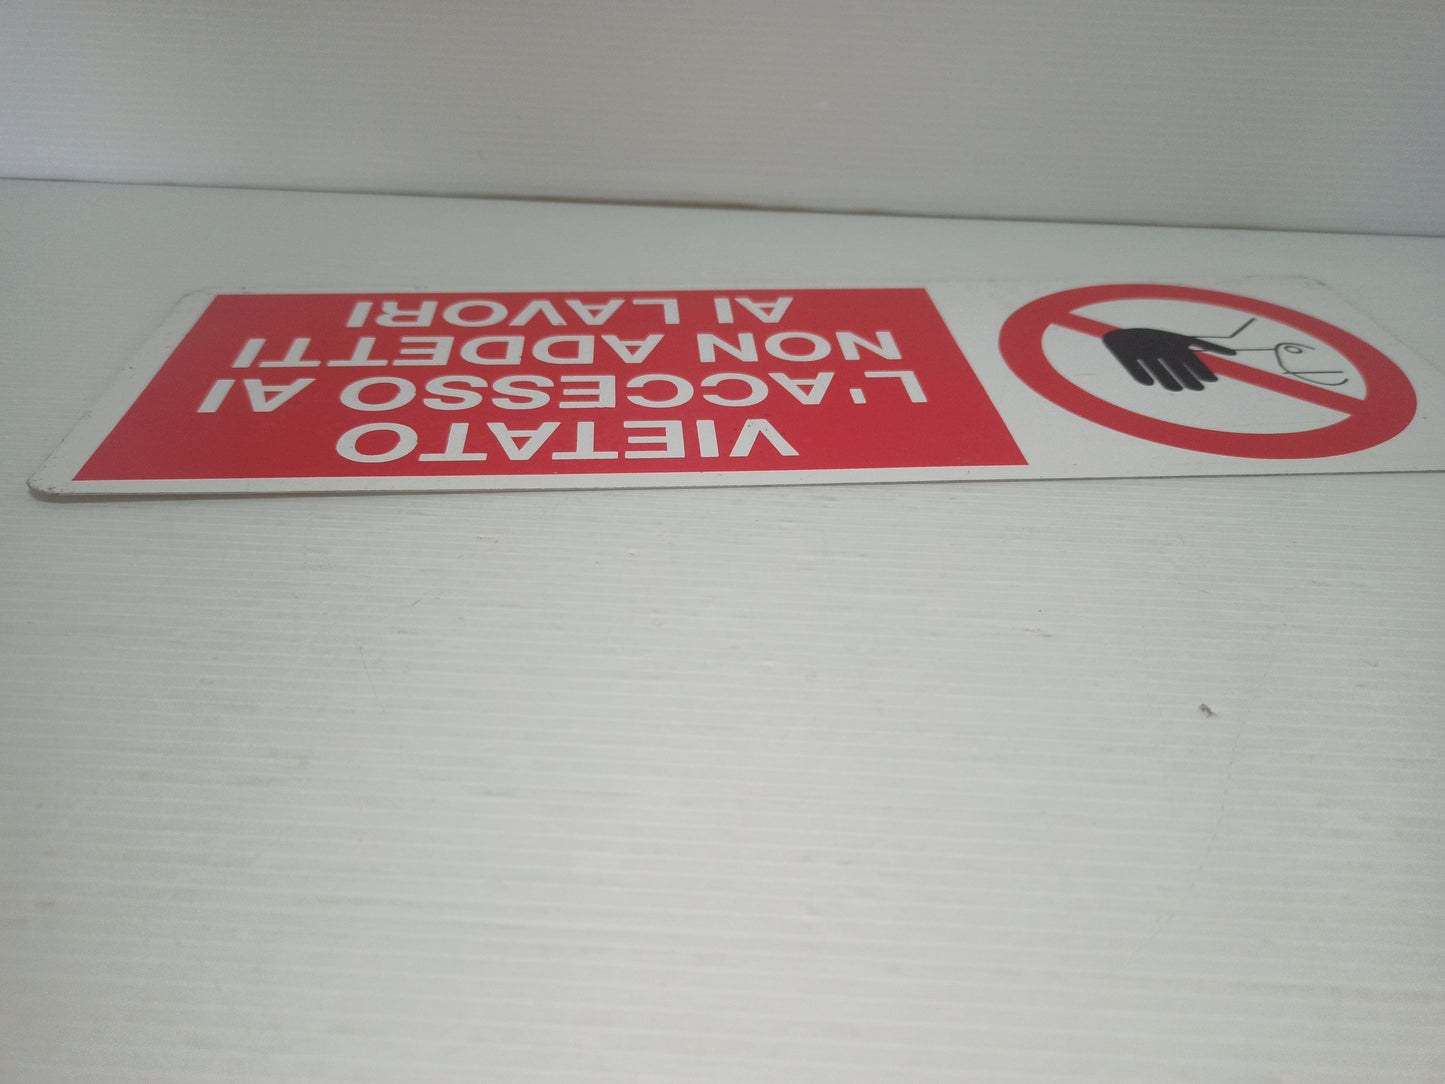 VIETATO
L'ACCESSO AI
NON ADDETTI
AI LAVORI